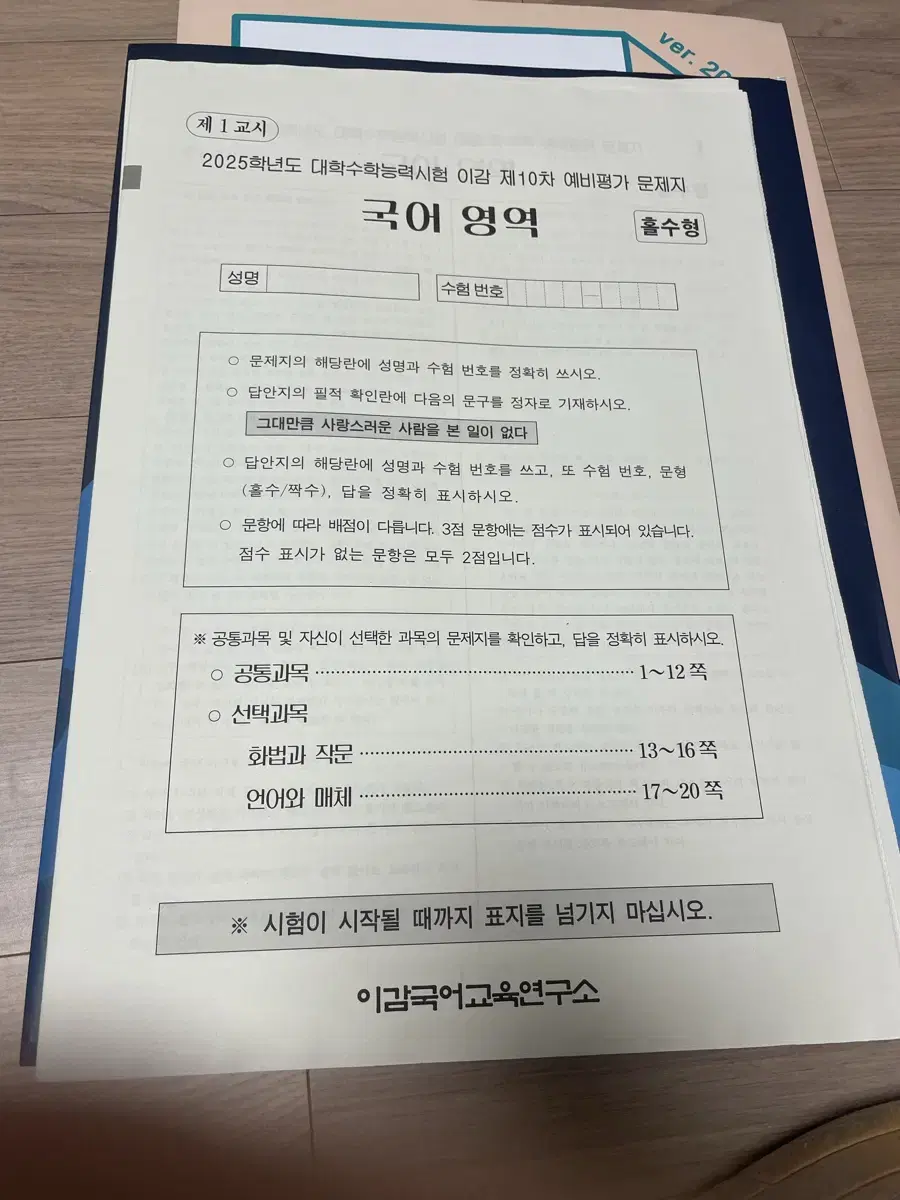 ver. 20
제 1 교시
2025학년도 대학수학능력시험 이감 제10차 예비평가 문제지
국어 영역
홀수형
성명
수험 번호
—
○ 문제지의 해당란에 성명과 수험 번호를 정확히 쓰시오.
○ 답안지의 필적 확인란에 다음의 문구를 정자로 기재하시오.
그대만큼 사랑스러운 사람을 본 일이 없다
○ 답안지의 해당란에 성명과 수험 번호를 쓰고, 또 수험 번호, 문형
(홀수/짝수), 답을 정확히 표시하시오.
○ 문항에 따라 배점이 다릅니다. 3점 문항에는 점수가 표시되어 있습니다.
점수 표시가 없는 문항은 모두 2점입니다.
※ 공통과목 및 자신이 선택한 과목의 문제지를 확인하고, 답을 정확히 표시하시오.
○ 공통과목 ⋯⋯⋯⋯⋯⋯⋯⋯⋯⋯⋯⋯ 1～12 쪽
○ 선택과목
화법과 작문 ⋯⋯⋯⋯⋯⋯⋯⋯⋯⋯⋯⋯ 13～16 쪽
언어와 매체 ⋯⋯⋯⋯⋯⋯⋯⋯⋯⋯⋯⋯ 17～20 쪽
※ 시험이 시작될 때까지 표지를 넘기지 마십시오.
이감국어교육연구소